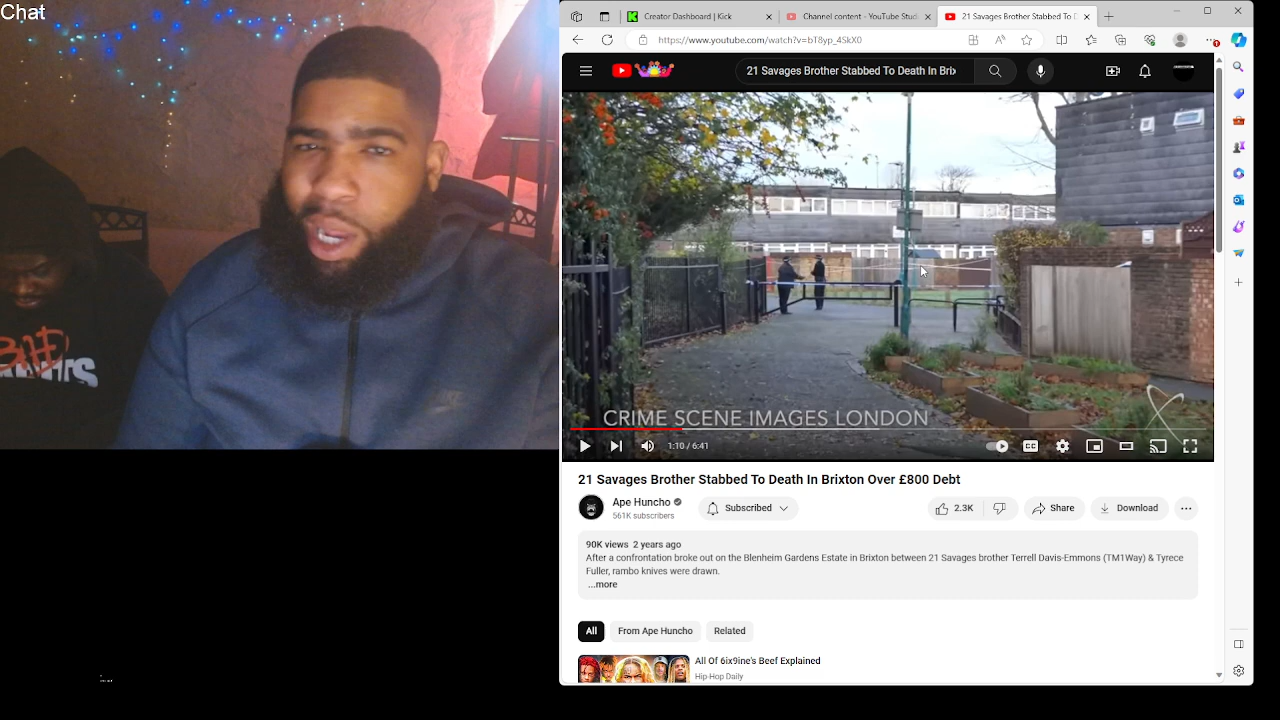 Chat
Creator Dashboard | Kick
Channel content - YouTube Stud
21 Savages Brother Stabbed To D
https://www.youtube.com/watch?v=bT8yp_4SkX0
21 Savages Brother Stabbed To Death In Brix
CRIME SCENE IMAGES LONDON
1:10 / 6:41
CC
21 Savages Brother Stabbed To Death In Brixton Over £800 Debt
Ape Huncho
561K subscribers
Subscribed
2.3K
Share
Download
90K views 2 years ago
After a confrontation broke out on the Blenheim Gardens Estate in Brixton between 21 Savages brother Terrell Davis-Emmons (TM1Way) & Tyrece
Fuller, rambo knives were drawn.
...more
All
From Ape Huncho
Related
All Of 6ix9ine's Beef Explained
Hip-Hop Daily